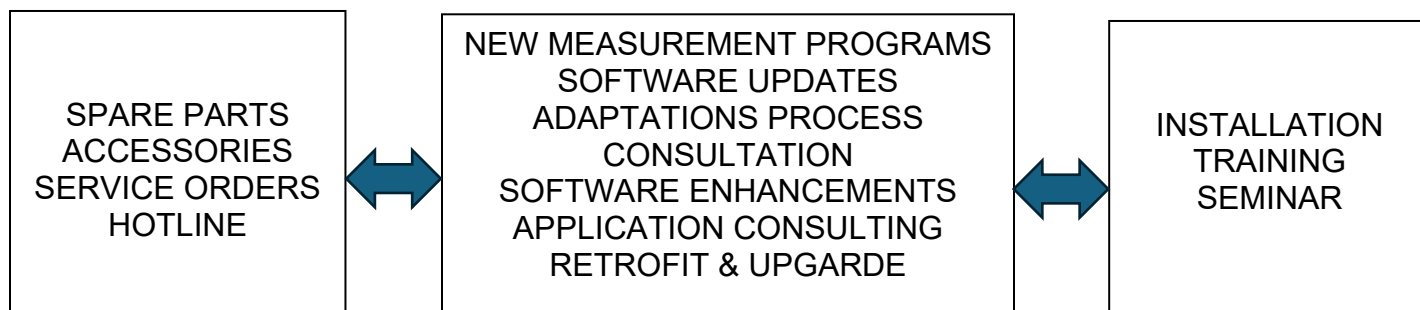 SPARE PARTS
ACCESSORIES
SERVICE ORDERS
HOTLINE
NEW MEASUREMENT PROGRAMS
SOFTWARE UPDATES
ADAPTATIONS PROCESS
CONSULTATION
SOFTWARE ENHANCEMENTS
APPLICATION CONSULTING
RETROFIT & UPGARDE
INSTALLATION
TRAINING
SEMINAR